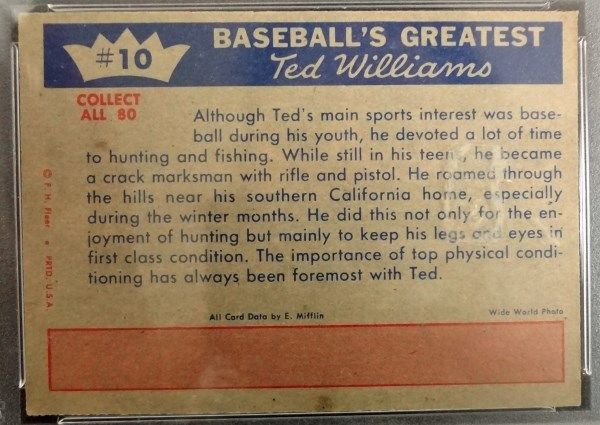 #10
BASEBALL'S GREATEST
Ted Williams
COLLECT
ALL 80
Although Ted's main sports interest was base-
ball during his youth, he devoted a lot of time
to hunting and fishing. While still in his teens, he became
a crack marksman with rifle and pistol. He roamed through
the hills near his southern California home, especially
during the winter months. He did this not only for the en-
joyment of hunting but mainly to keep his legs and eyes in
first class condition. The importance of top physical condi-
tioning has always been foremost with Ted.
© F. H. Fleer • PRTD. U.S.A
All Card Data by E. Mifflin
Wide World Photo